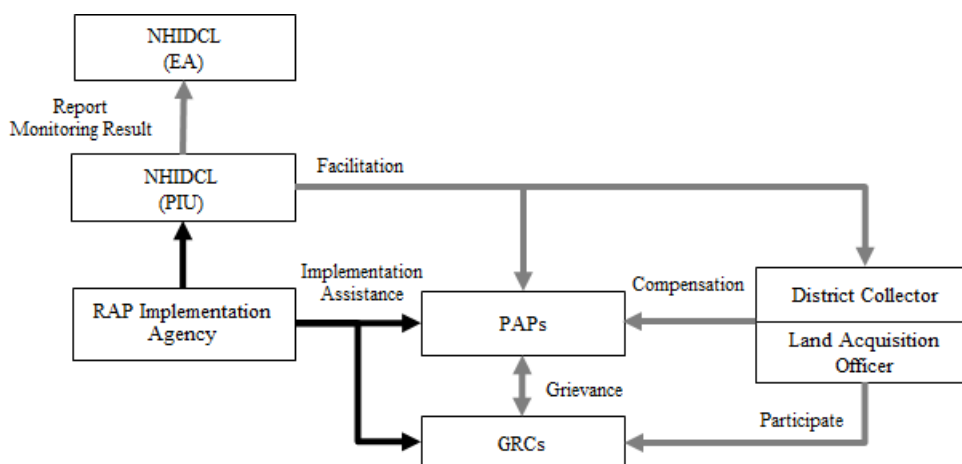 NHIDCL
(EA)
Report
Monitoring Result
NHIDCL
(PIU)
Facilitation
Implementation
Assistance
RAP Implementation
Agency
PAPs
Compensation
District Collector
Land Acquisition
Officer
Grievance
Participate
GRCs